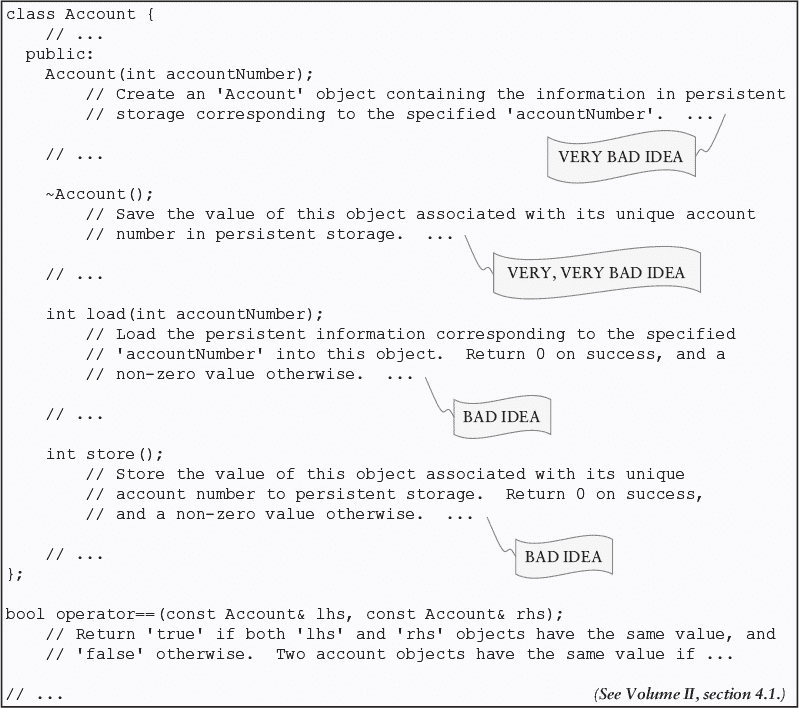 class Account {
    // ...
  public:
    Account(int accountNumber);
        // Create an 'Account' object containing the information in persistent
        // storage corresponding to the specified 'accountNumber'.  ...
VERY BAD IDEA
    // ...
    ~Account();
        // Save the value of this object associated with its unique account
        // number in persistent storage.  ...
VERY, VERY BAD IDEA
    // ...
    int load(int accountNumber);
        // Load the persistent information corresponding to the specified
        // 'accountNumber' into this object.  Return 0 on success, and a
        // non-zero value otherwise.  ...
BAD IDEA
    // ...
    int store();
        // Store the value of this object associated with its unique
        // account number to persistent storage.  Return 0 on success,
        // and a non-zero value otherwise.  ...
BAD IDEA
    // ...
};
bool operator==(const Account& lhs, const Account& rhs);
    // Return 'true' if both 'lhs' and 'rhs' objects have the same value, and
    // 'false' otherwise.  Two account objects have the same value if ...
// ... (See Volume II, section 4.1.)